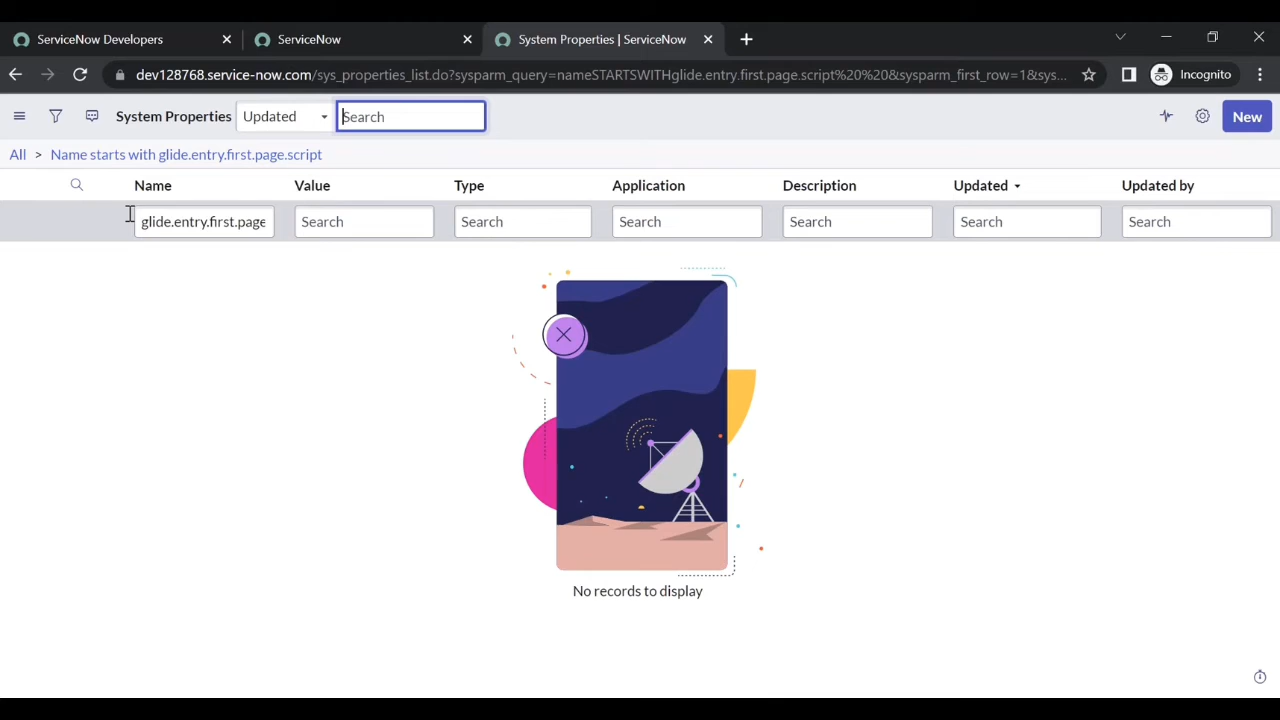 ServiceNow Developers
ServiceNow
System Properties | ServiceNow
dev128768.service-now.com/sys_properties_list.do?sysparm_query=nameSTARTSWITHglide.entry.first.page.script%20%20&sysparm_first_row=1&sys...
Incognito
System Properties
Updated
Search
New
All > Name starts with glide.entry.first.page.script
Name Value Type Application Description Updated Updated by
glide.entry.first.page Search Search Search Search Search Search
No records to display